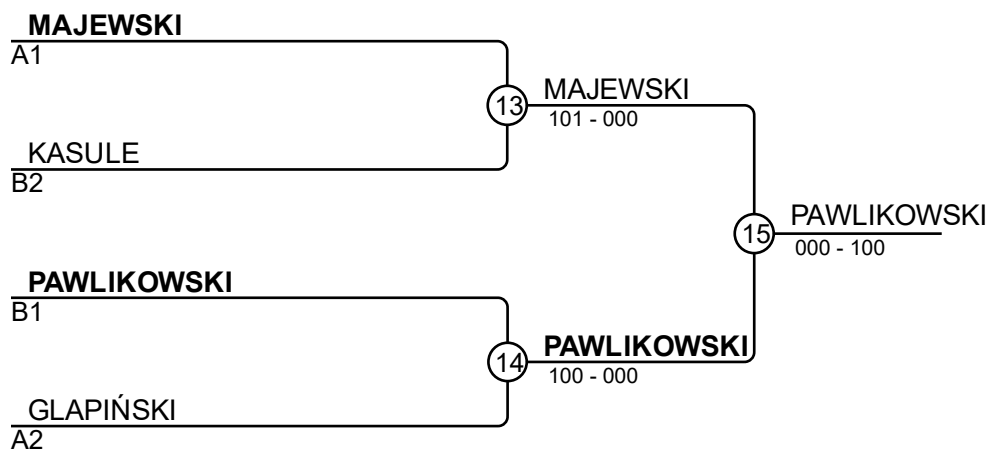 MAJEWSKI
A1
13
MAJEWSKI
101 - 000
KASULE
B2
15
PAWLIKOWSKI
000 - 100
PAWLIKOWSKI
B1
14
PAWLIKOWSKI
100 - 000
GLAPIŃSKI
A2